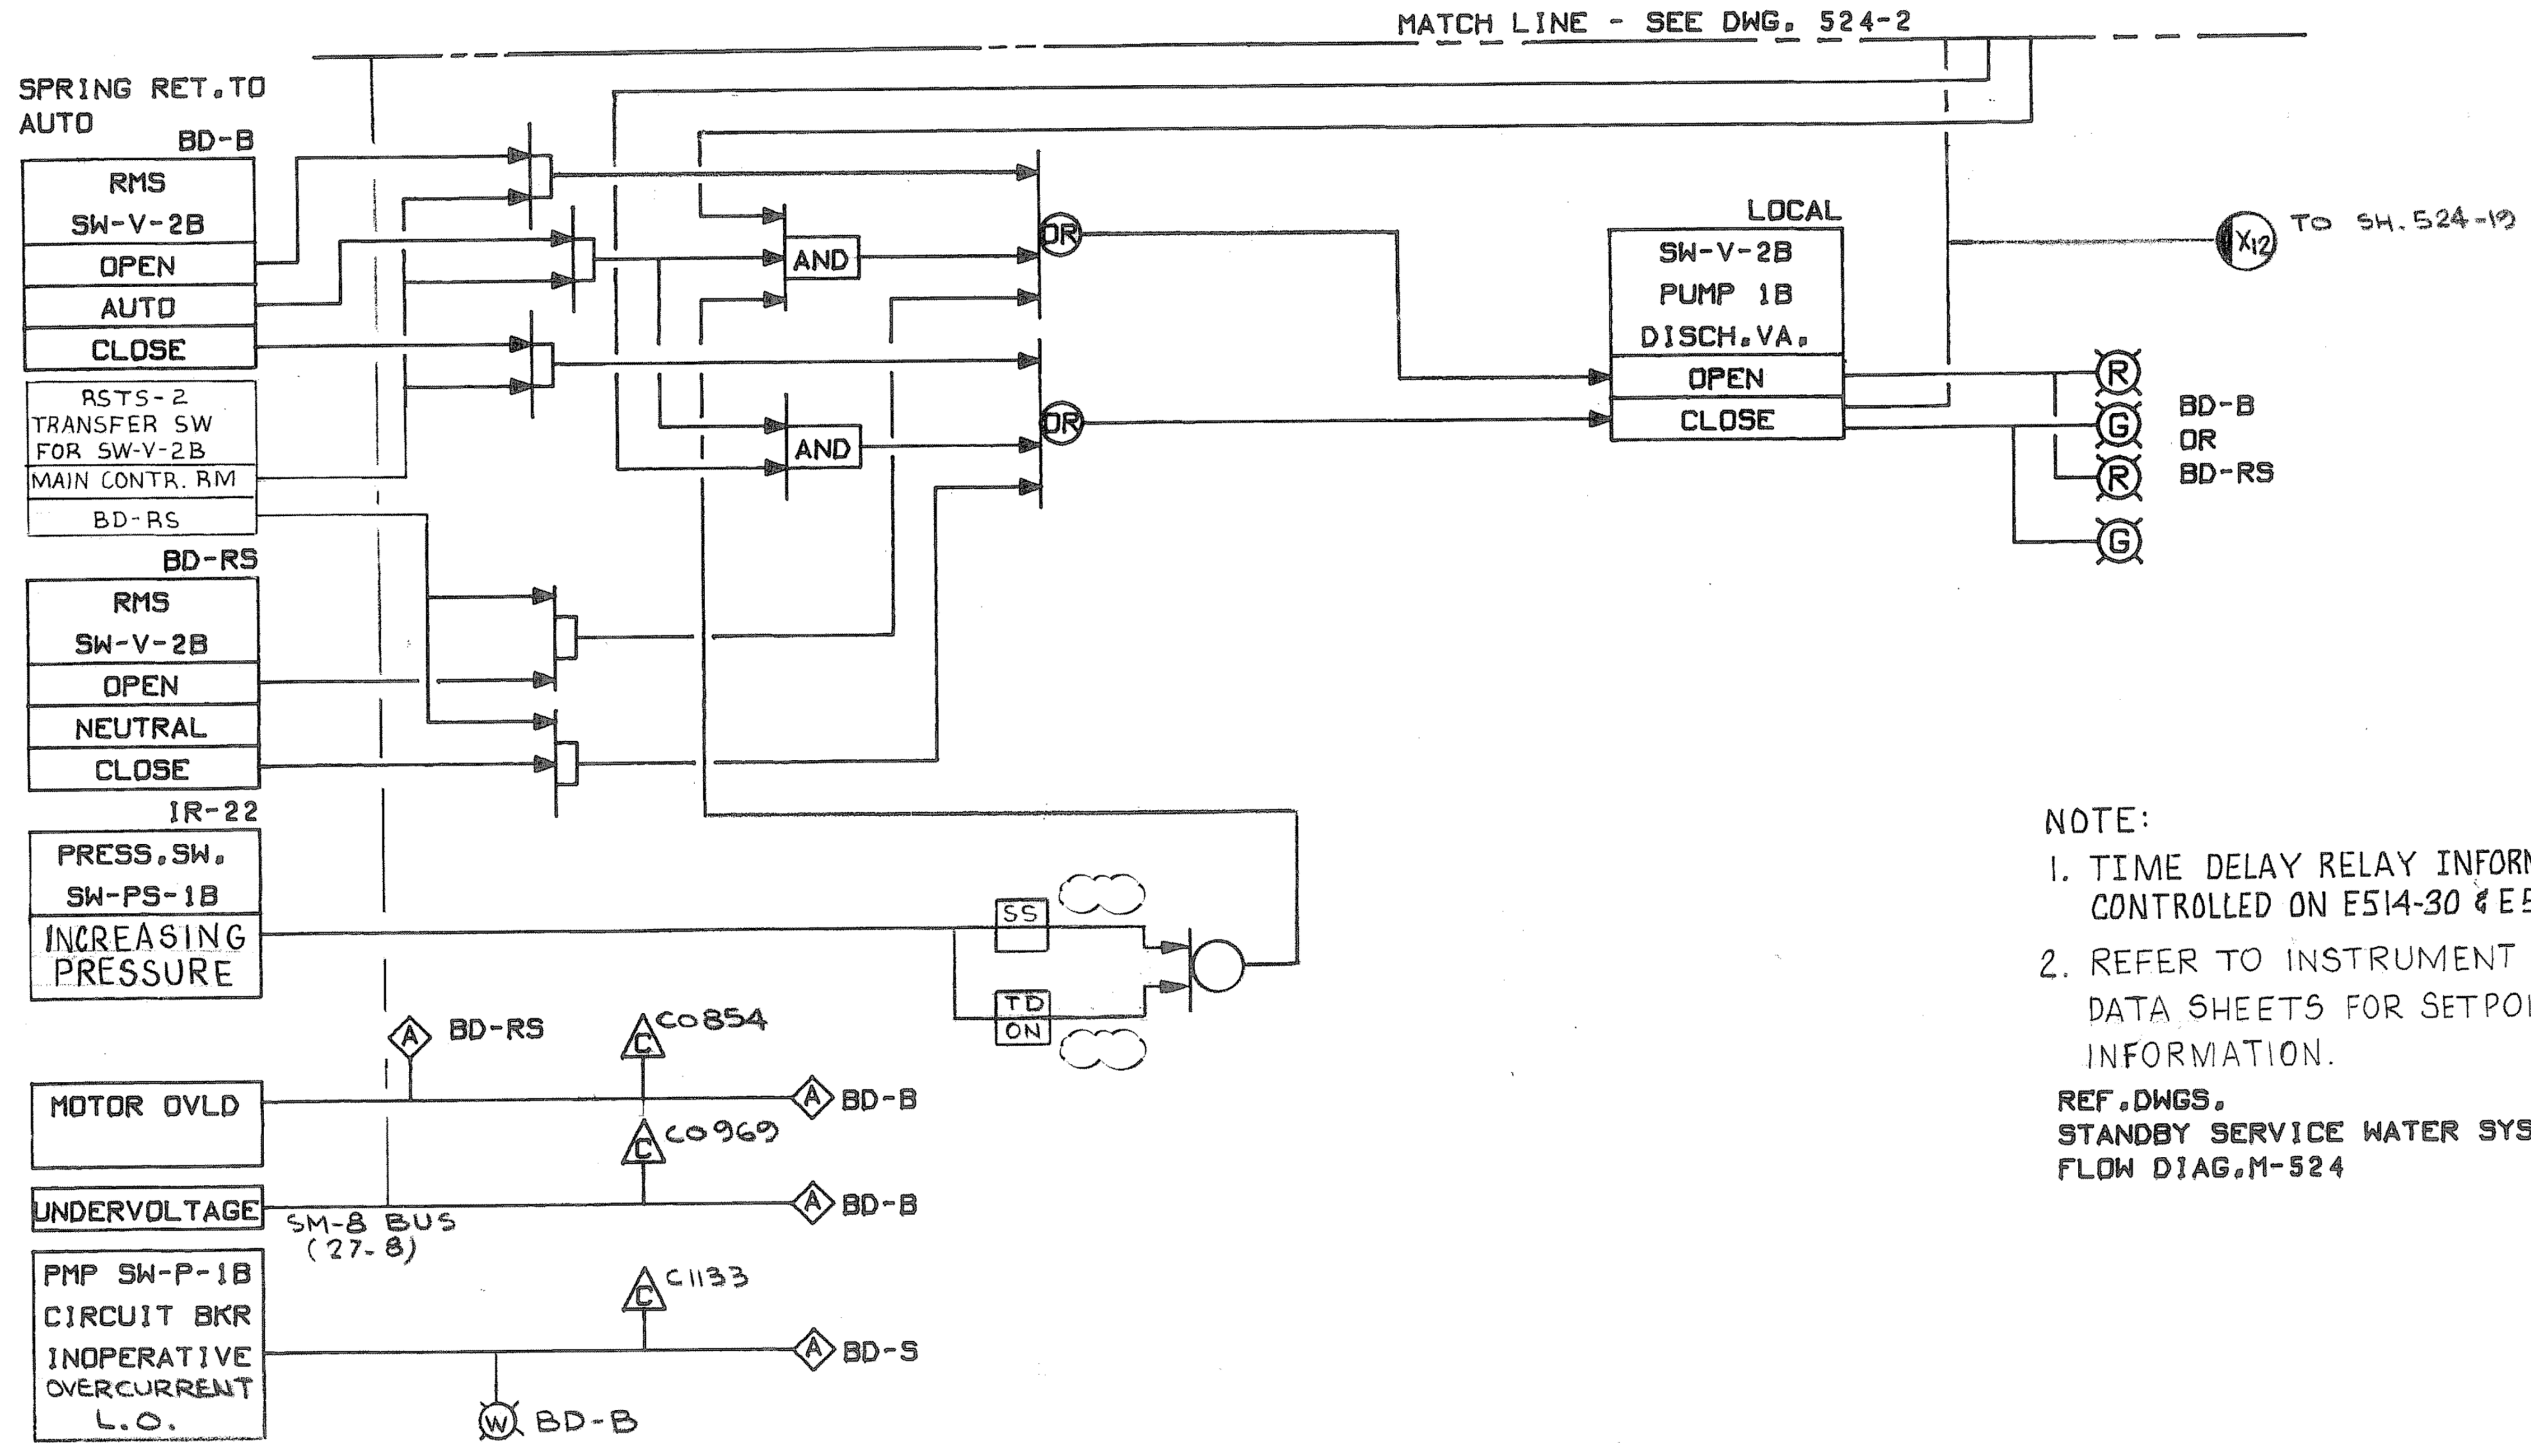 MATCH LINE - SEE DWG. 524-2
SPRING RET.TO
AUTO
BD-B
RMS
SW-V-2B
OPEN
AUTO
CLOSE
RSTS-2
TRANSFER SW
FOR SW-V-2B
MAIN CONTR. RM
BD-RS
BD-RS
RMS
SW-V-2B
OPEN
NEUTRAL
CLOSE
IR-22
PRESS.SW.
SW-PS-1B
INCREASING
PRESSURE
MOTOR OVLD
UNDERVOLTAGE
SM-8 BUS
(27-8)
PMP SW-P-1B
CIRCUIT BKR
INOPERATIVE
OVERCURRENT
L.O.
AND
AND
OR
OR
SS
TD
ON
A BD-RS
C C0854
A BD-B
C C0969
A BD-B
C C1133
A BD-S
W BD-B
LOCAL
SW-V-2B
PUMP 1B
DISCH.VA.
OPEN
CLOSE
X12 TO SH. 524-19
R
G
R
G
BD-B
OR
BD-RS
NOTE:
1. TIME DELAY RELAY
CONTROLLED ON E514-30 &
2. REFER TO INSTRUMENT
DATA SHEETS FOR
INFORMATION.
REF.DWGS.
STANDBY SERVICE WATER
FLOW DIAG.M-524